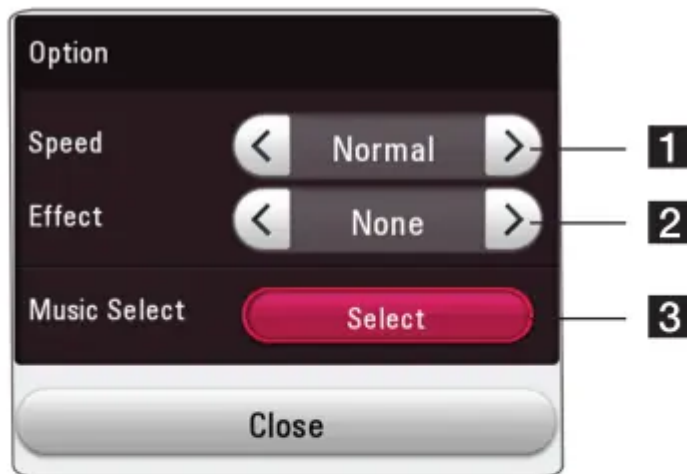 Option
Speed Normal 1
Effect None 2
Music Select Select 3
Close